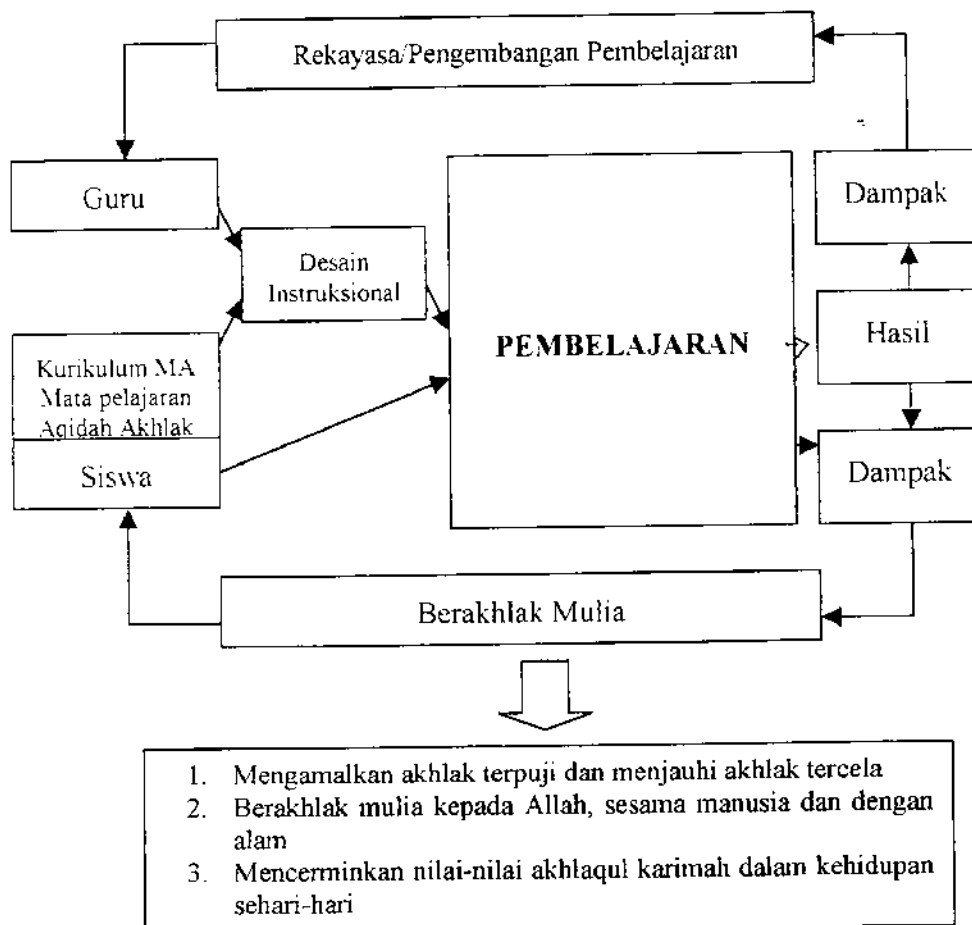 Rekayasa/Pengembangan Pembelajaran
Guru
Desain
Instruksional
Kurikulum MA
Mata pelajaran
Aqidah Akhlak
Siswa
PEMBELAJARAN
Dampak
Hasil
Dampak
Berakhlak Mulia
1. Mengamalkan akhlak terpuji dan menjauhi akhlak tercela
2. Berakhlak mulia kepada Allah, sesama manusia dan dengan
alam
3. Mencerminkan nilai-nilai akhlaqul karimah dalam kehidupan
sehari-hari